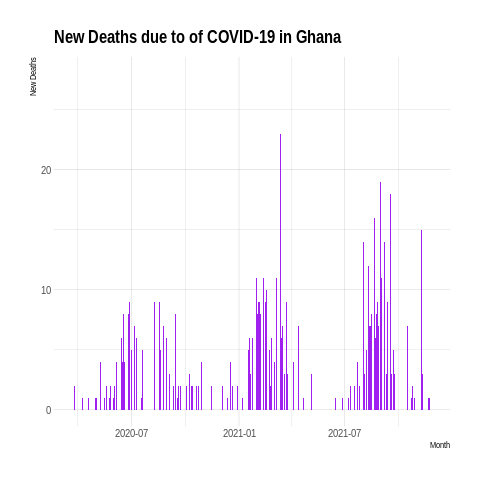 New Deaths due to of COVID-19 in Ghana
New Deaths
20
10
0
2020-07
2021-01
2021-07
Month